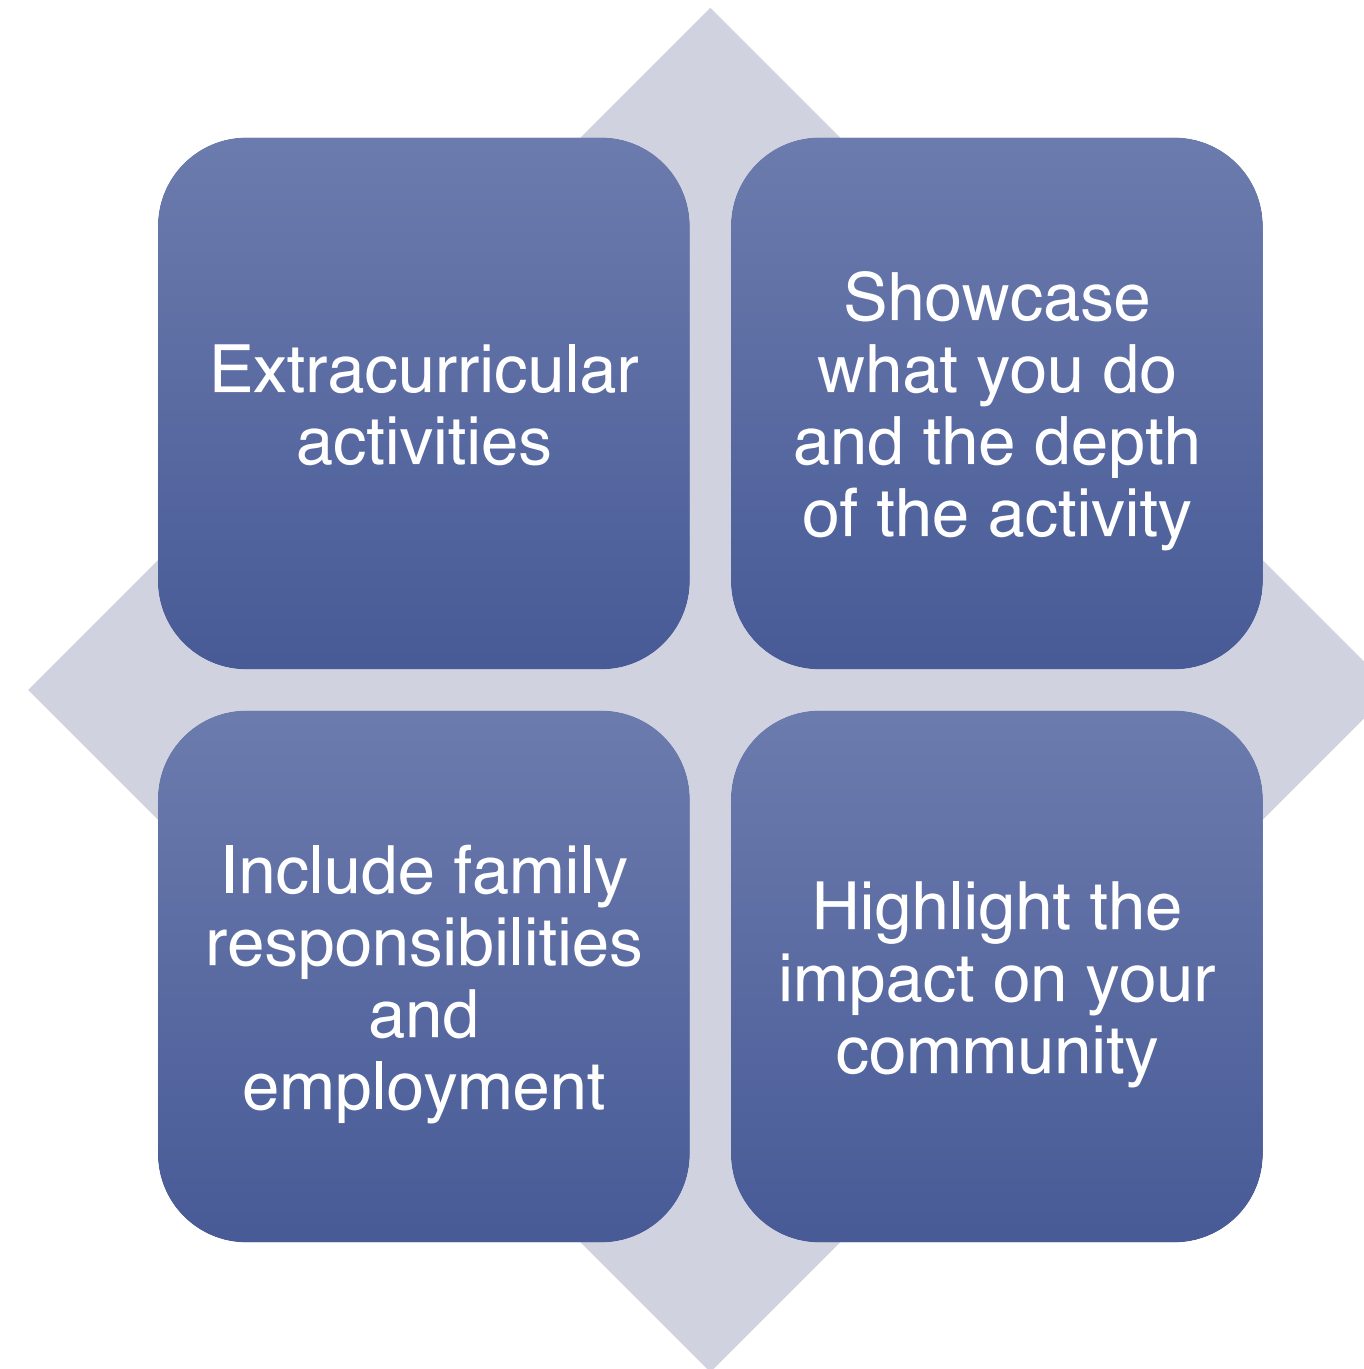 Extracurricular
activities
Showcase
what you do
and the depth
of the activity
Include family
responsibilities
and
employment
Highlight the
impact on your
community